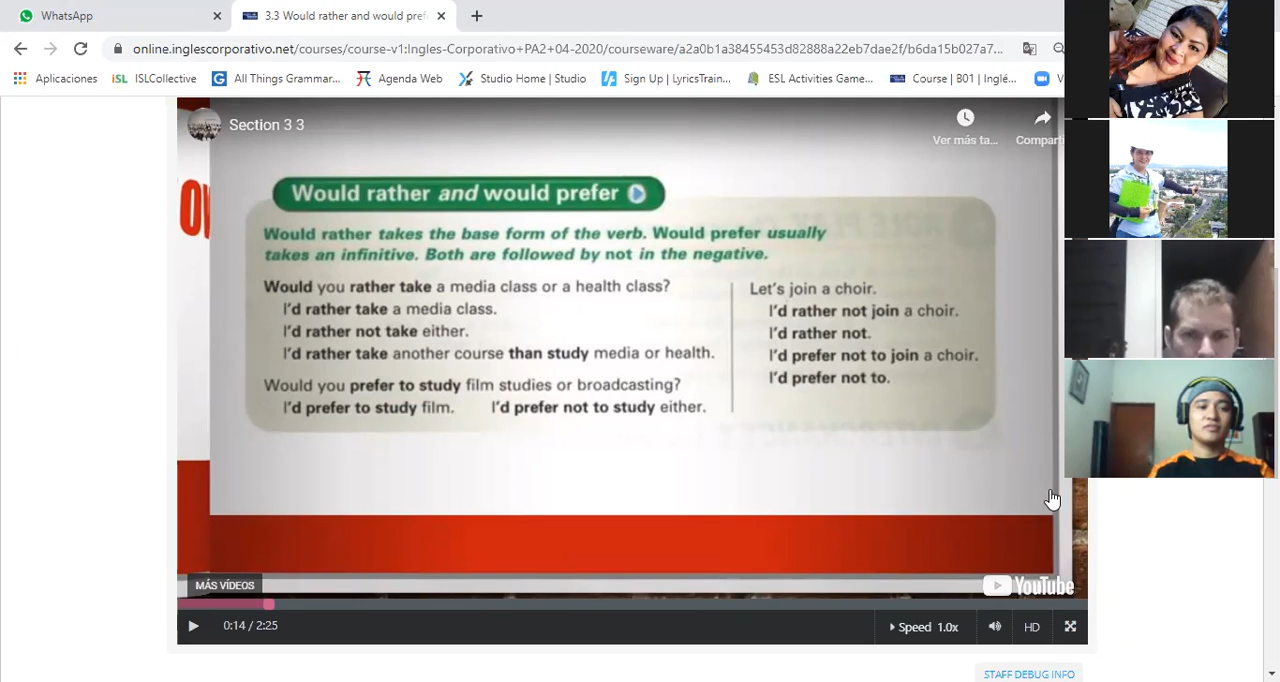 WhatsApp
3.3 Would rather and would pref
online.inglescorporativo.net/courses/course-v1:Ingles-Corporativo+PA2+04-2020/courseware/a2a0b1a38455453d82888a22eb7dae2f/b6da15b027a7...
Aplicaciones
iSL ISLCollective
G All Things Grammar...
Agenda Web
Studio Home | Studio
Sign Up | LyricsTrain...
ESL Activities Game...
Course | B01 | Inglé...
Section 3 3
Ver más ta...
Comparti
Would rather and would prefer
Would rather takes the base form of the verb. Would prefer usually
takes an infinitive. Both are followed by not in the negative.
Would you rather take a media class or a health class?
I'd rather take a media class.
I'd rather not take either.
I'd rather take another course than study media or health.
Would you prefer to study film studies or broadcasting?
I'd prefer to study film. I'd prefer not to study either.
Let's join a choir.
I'd rather not join a choir.
I'd rather not.
I'd prefer not to join a choir.
I'd prefer not to.
MÁS VÍDEOS
YouTube
0:14 / 2:25
Speed 1.0x
HD
STAFF DEBUG INFO